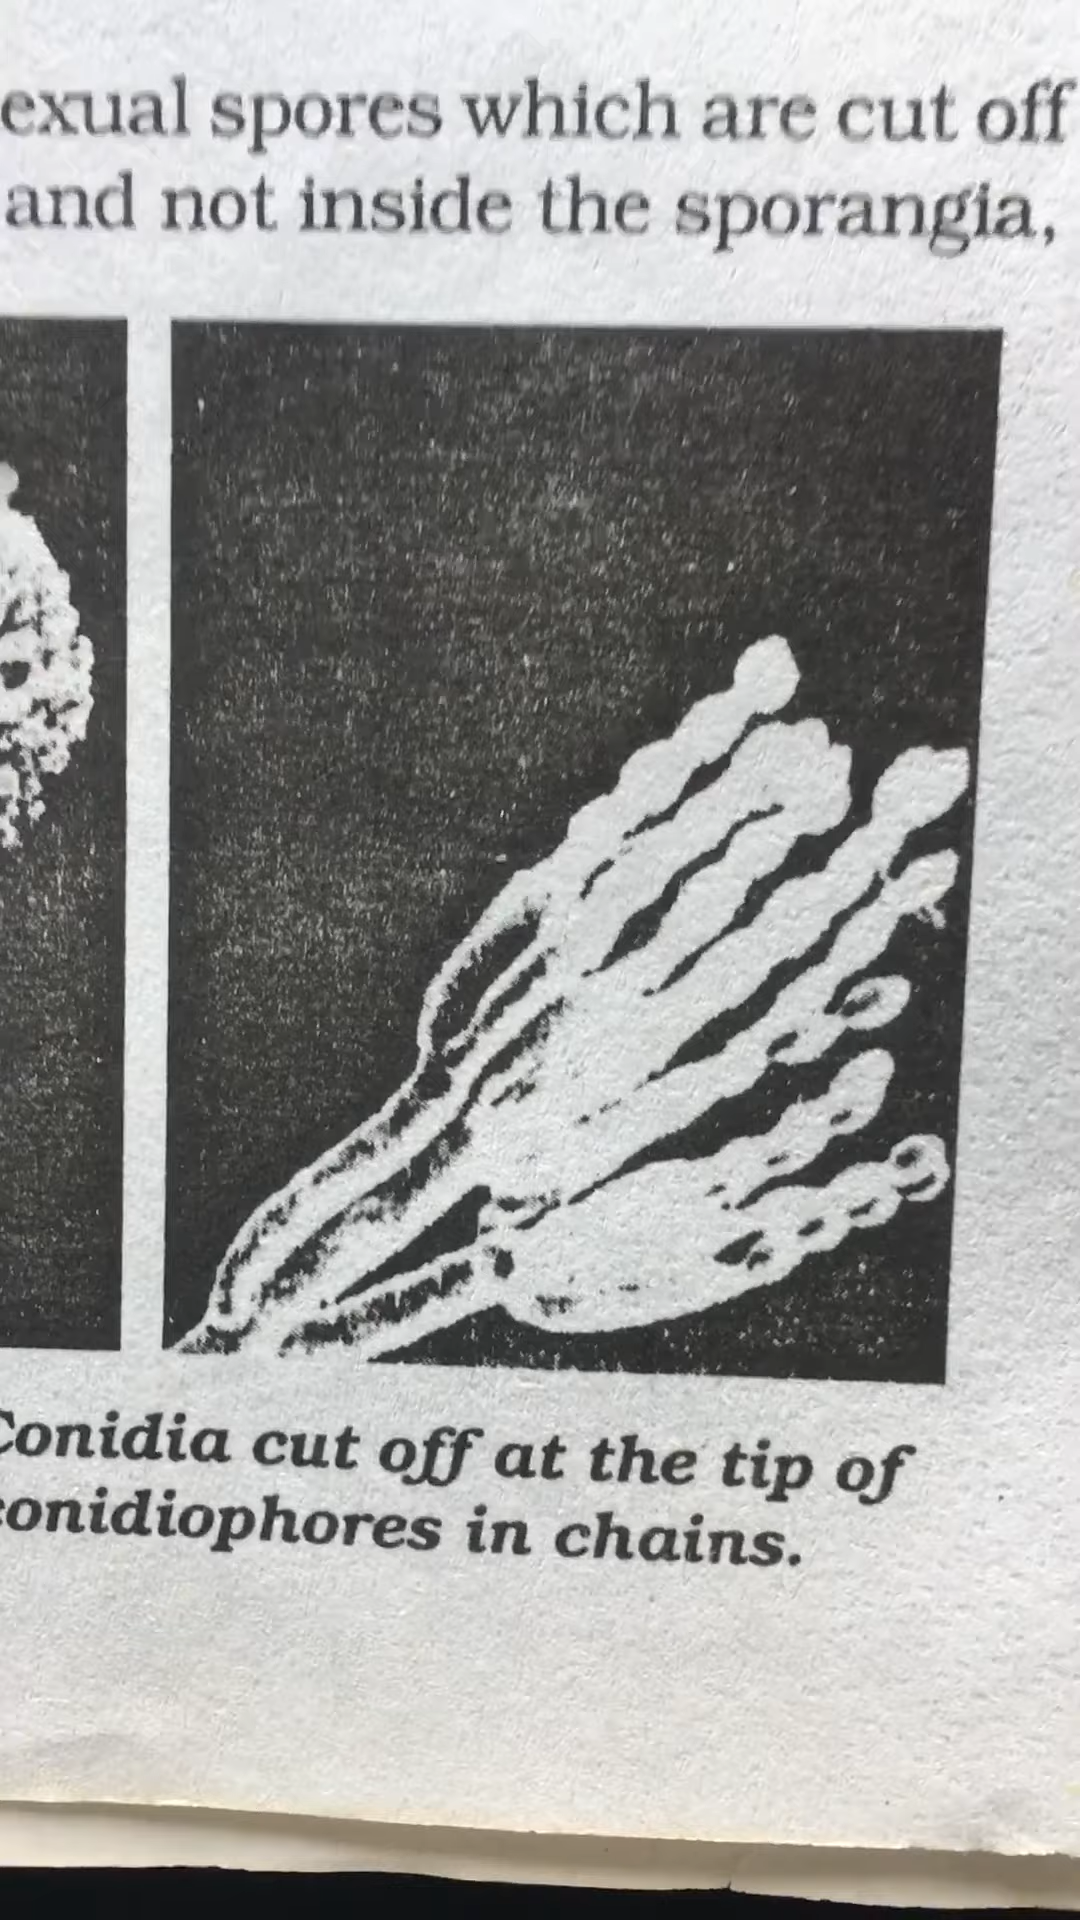 exual spores which are cut off
and not inside the sporangia,
Conidia cut off at the tip of
conidiophores in chains.